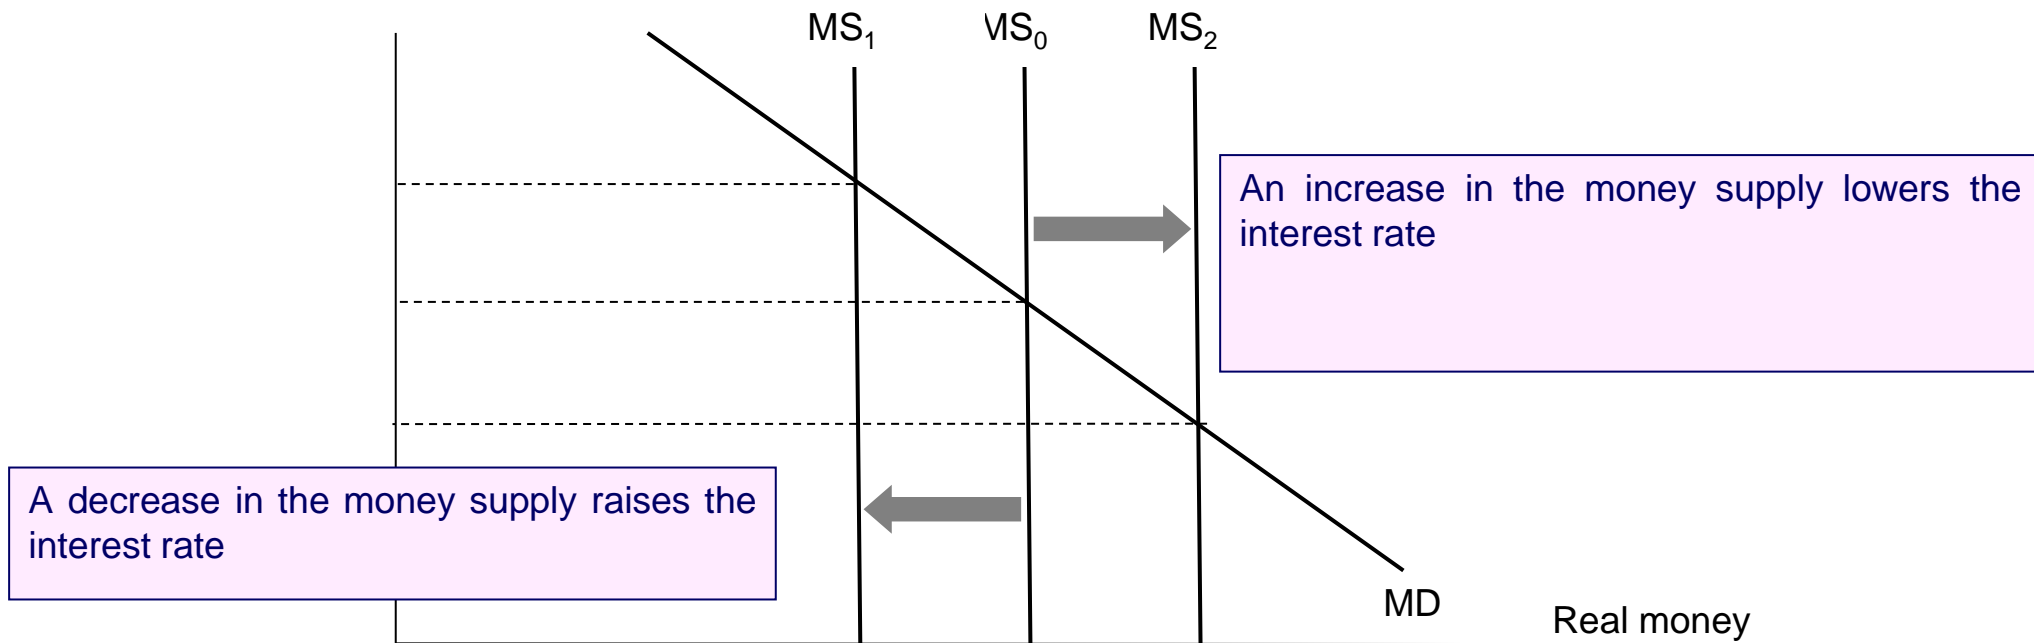 MS₁ MS₀ MS₂
An increase in the money supply lowers the
interest rate
A decrease in the money supply raises the
interest rate
MD
Real money